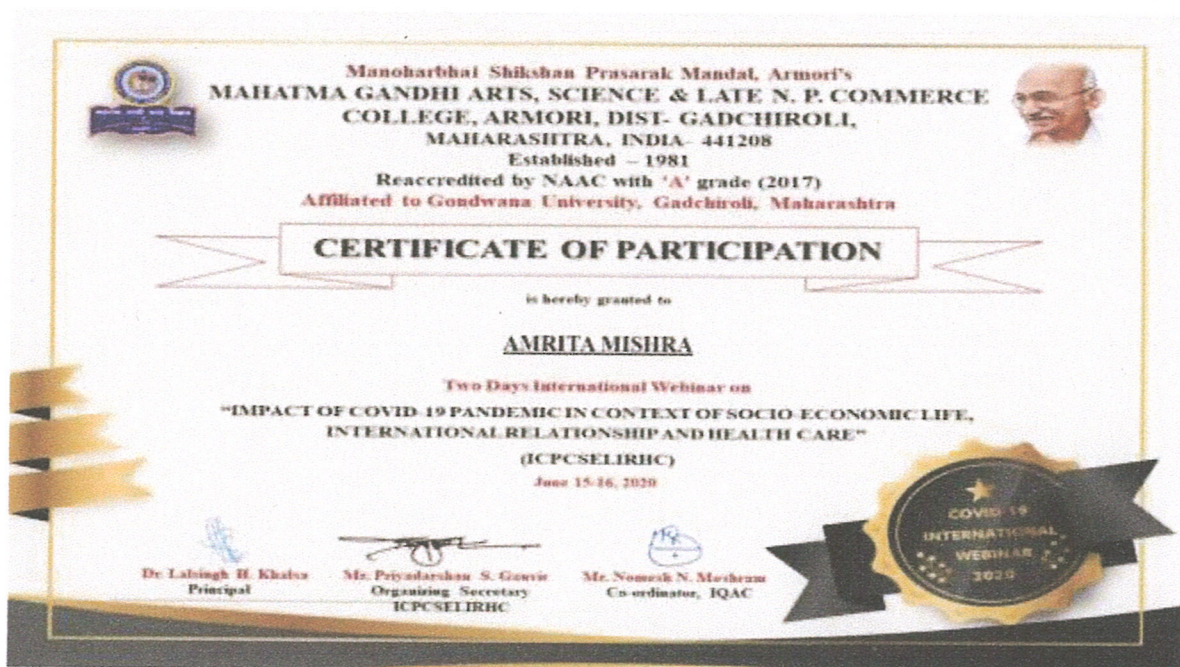 Manoharbhai Shikshan Prasarak Mandal, Armori's
MAHATMA GANDHI ARTS, SCIENCE & LATE N. P. COMMERCE
COLLEGE, ARMORI, DIST- GADCHIROLI,
MAHARASHTRA, INDIA- 441208
Established - 1981
Reaccredited by NAAC with 'A' grade (2017)
Affiliated to Gondwana University, Gadchiroli, Maharashtra
CERTIFICATE OF PARTICIPATION
is hereby granted to
AMRITA MISHRA
Two Days International Webinar on
"IMPACT OF COVID-19 PANDEMIC IN CONTEXT OF SOCIO-ECONOMIC LIFE,
INTERNATIONAL RELATIONSHIP AND HEALTH CARE"
(ICPCSELIRHC)
June 15-16, 2020
COVID-19
INTERNATIONAL
WEBINAR
2020
Dr. Lalsingh H. Khalsa
Principal
Mr. Priyadarshan S. Ganvir
Organizing Secretary
ICPCSELIRHC
Mr. Nomesh N. Meshram
Co-ordinator, IQAC